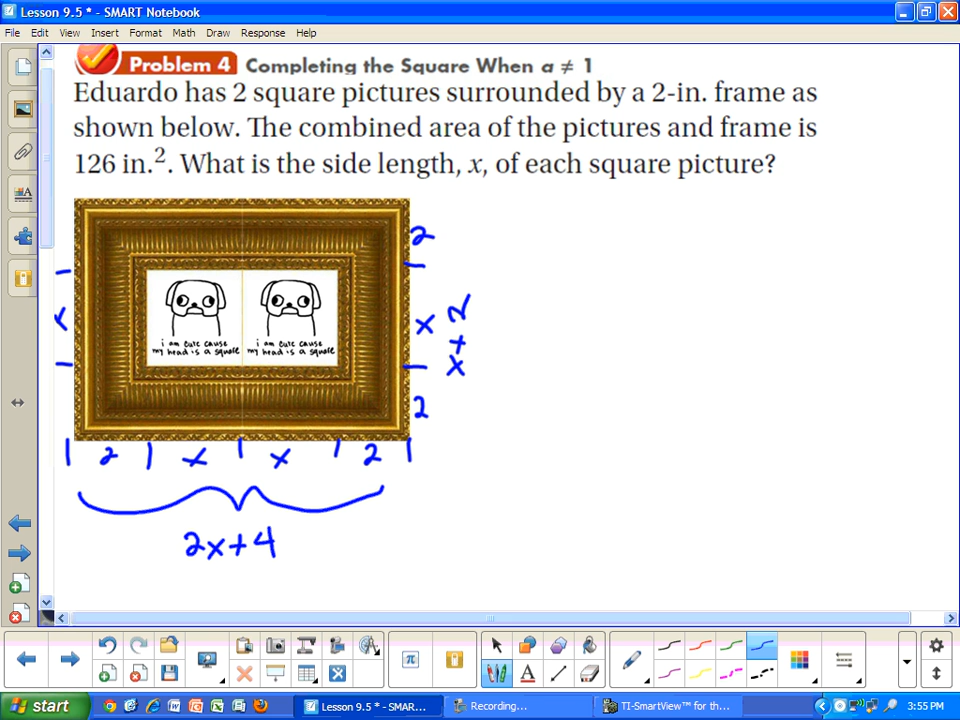 Lesson 9.5 * - SMART Notebook
File Edit View Insert Format Math Draw Response Help
Problem 4 Completing the Square When a ≠ 1
Eduardo has 2 square pictures surrounded by a 2-in. frame as
shown below. The combined area of the pictures and frame is
126 in.². What is the side length, x, of each square picture?
2
x
x
x + 2
2
i am cute cause
my head is a square
i am cute cause
my head is a square
2 x x 2
2x+4
start
Lesson 9.5 * - SMAR...
Recording...
TI-SmartView™ for th...
3:55 PM